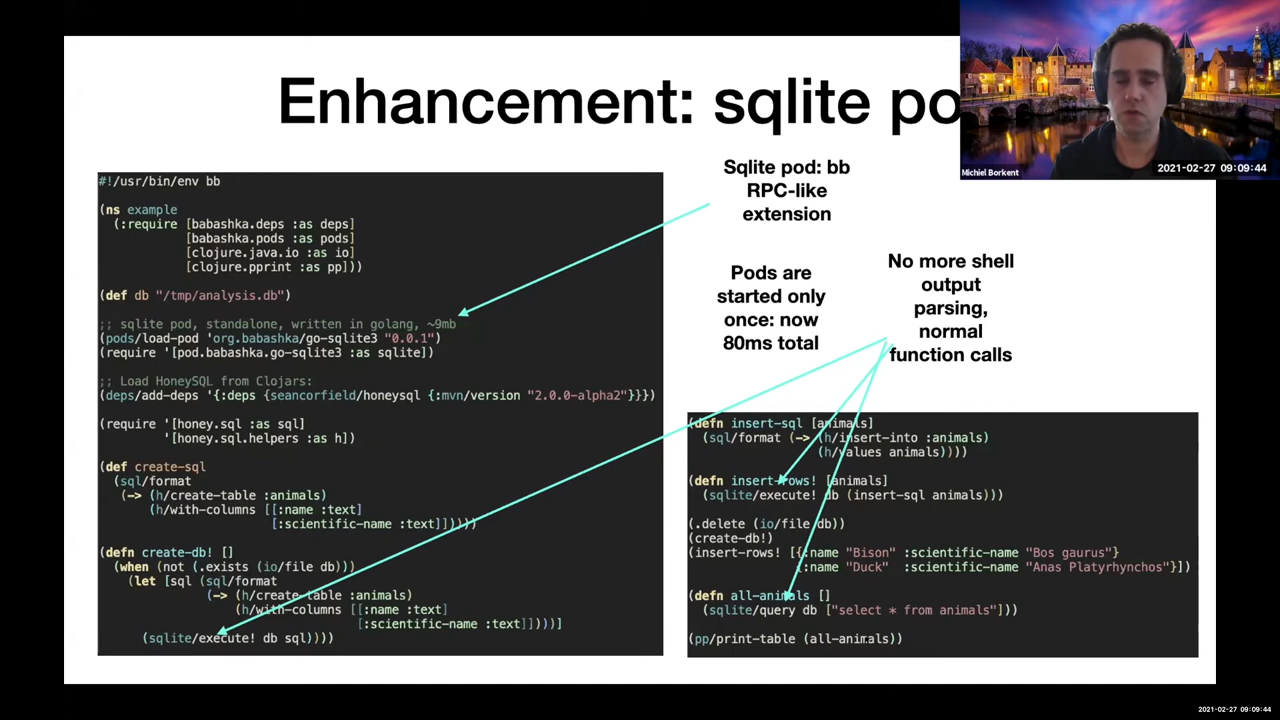 Enhancement: sqlite po
#!/usr/bin/env bb
(ns example
(:require [babashka.deps :as deps]
[babashka.pods :as pods]
[clojure.java.io :as io]
[clojure.pprint :as pp]))
(def db "/tmp/analysis.db")
;; sqlite pod, standalone, written in golang, ~9mb
(pods/load-pod 'org.babashka/go-sqlite3 "0.0.1")
(require '[pod.babashka.go-sqlite3 :as sqlite])
;; Load HoneySQL from Clojars:
(deps/add-deps '{:deps {seancorfield/honeysql {:mvn/version "2.0.0-alpha2"}}})
(require '[honey.sql :as sql]
'[honey.sql.helpers :as h])
(def create-sql
(sql/format
(-> (h/create-table :animals)
(h/with-columns [[:name :text]
[:scientific-name :text]]))))
(defn create-db! []
(when (not (.exists (io/file db)))
(let [sql (sql/format
(-> (h/create-table :animals)
(h/with-columns [[:name :text]
[:scientific-name :text]])))]
(sqlite/execute! db sql))))
Sqlite pod: bb
RPC-like
extension
Pods are
started only
once: now
80ms total
No more shell
output
parsing,
normal
function calls
(defn insert-sql [animals]
(sql/format (-> (h/insert-into :animals)
(h/values animals))))
(defn insert-rows! [animals]
(sqlite/execute! db (insert-sql animals)))
(.delete (io/file db))
(create-db!)
(insert-rows! [{:name "Bison" :scientific-name "Bos gaurus"}
{:name "Duck" :scientific-name "Anas Platyrhynchos"}])
(defn all-animals []
(sqlite/query db ["select * from animals"]))
(pp/print-table (all-animals))
2021-02-27 09:09:44
Michiel Borkent
2021-02-27 09:09:44